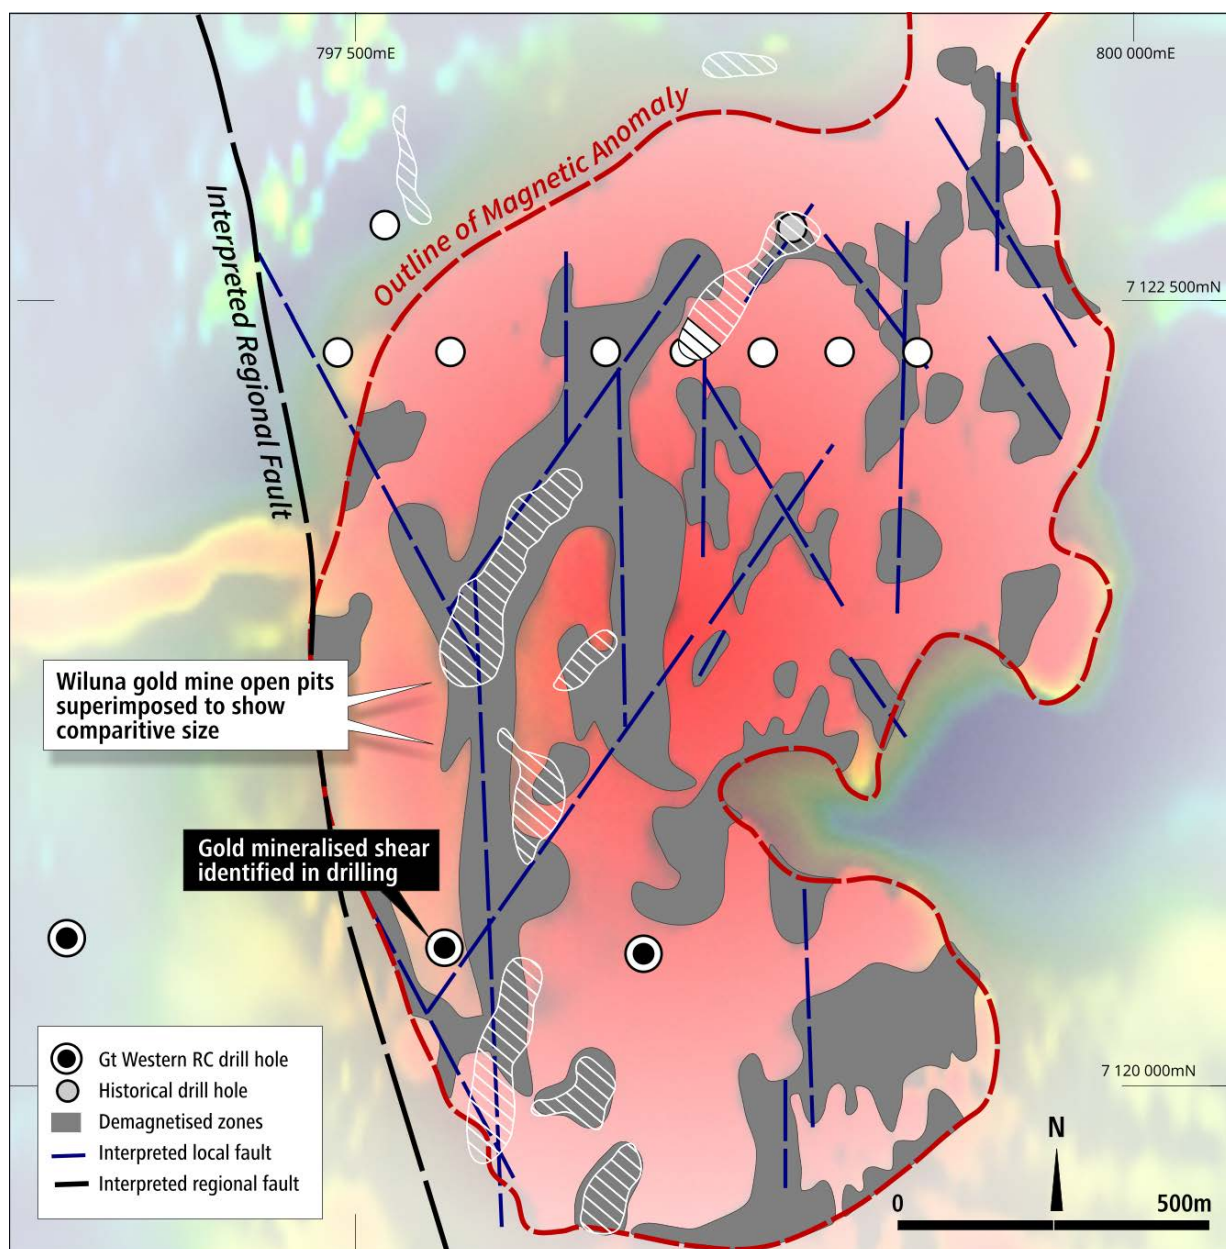 797 500mE
800 000mE
Outline of Magnetic Anomaly
Interpreted Regional Fault
7 122 500mN
Wiluna gold mine open pits
superimposed to show
comparitive size
Gold mineralised shear
identified in drilling
Gt Western RC drill hole
Historical drill hole
Demagnetised zones
Interpreted local fault
Interpreted regional fault
7 120 000mN
N
0
500m